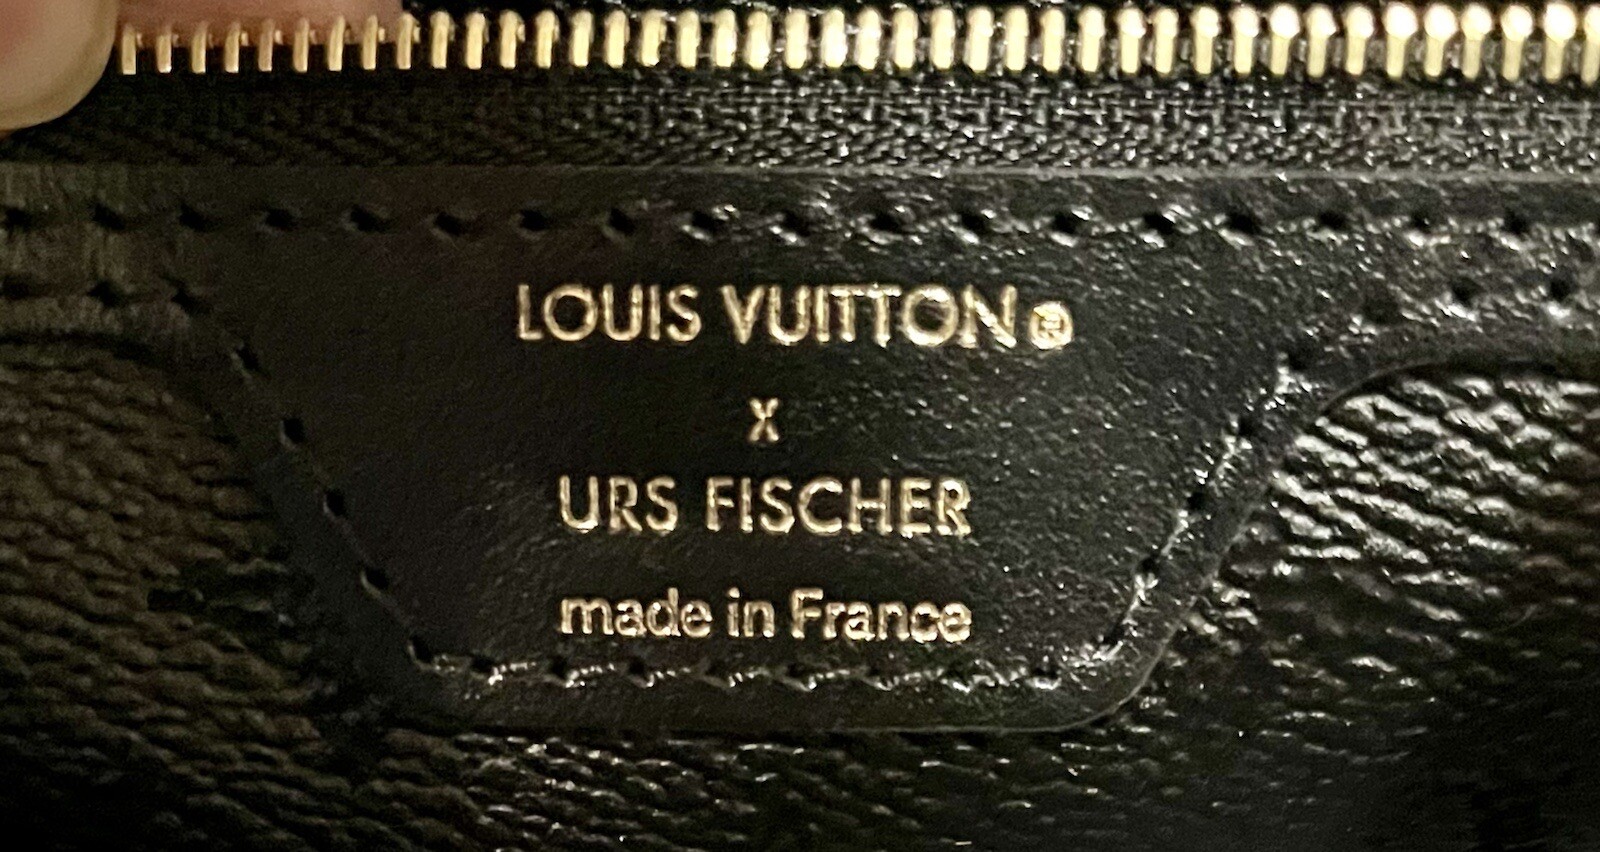 LOUIS VUITTON®
x
URS FISCHER
made in France